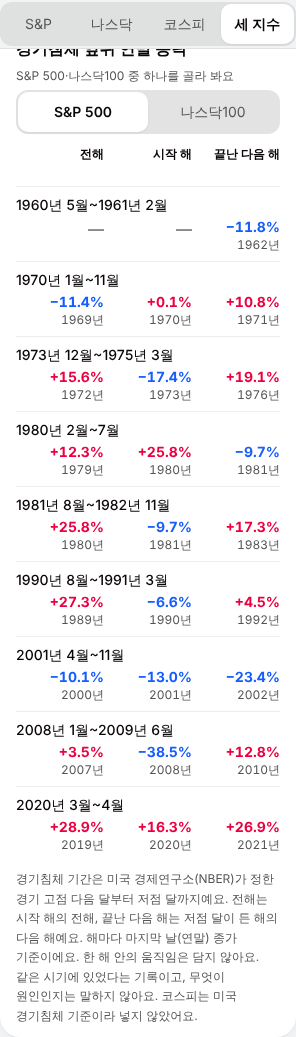 S&P 나스닥 코스피 세 지수
경기침체 앞뒤 연말 등락
S&P 500·나스닥100 중 하나를 골라 봐요
S&P 500 나스닥100
전해 시작 해 끝난 다음 해
1960년 5월~1961년 2월
— — −11.8%
1962년
1970년 1월~11월
−11.4% +0.1% +10.8%
1969년 1970년 1971년
1973년 12월~1975년 3월
+15.6% −17.4% +19.1%
1972년 1973년 1976년
1980년 2월~7월
+12.3% +25.8% −9.7%
1979년 1980년 1981년
1981년 8월~1982년 11월
+25.8% −9.7% +17.3%
1980년 1981년 1983년
1990년 8월~1991년 3월
+27.3% −6.6% +4.5%
1989년 1990년 1992년
2001년 4월~11월
−10.1% −13.0% −23.4%
2000년 2001년 2002년
2008년 1월~2009년 6월
+3.5% −38.5% +12.8%
2007년 2008년 2010년
2020년 3월~4월
+28.9% +16.3% +26.9%
2019년 2020년 2021년
경기침체 기간은 미국 경제연구소(NBER)가 정한
경기 고점 다음 달부터 저점 달까지예요. 전해는
시작 해의 전해, 끝난 다음 해는 저점 달이 든 해의
다음 해예요. 해마다 마지막 날(연말) 종가
기준이에요. 한 해 안의 움직임은 담지 않아요.
같은 시기에 있었다는 기록이고, 무엇이
원인인지는 말하지 않아요. 코스피는 미국
경기침체 기준이라 넣지 않았어요.